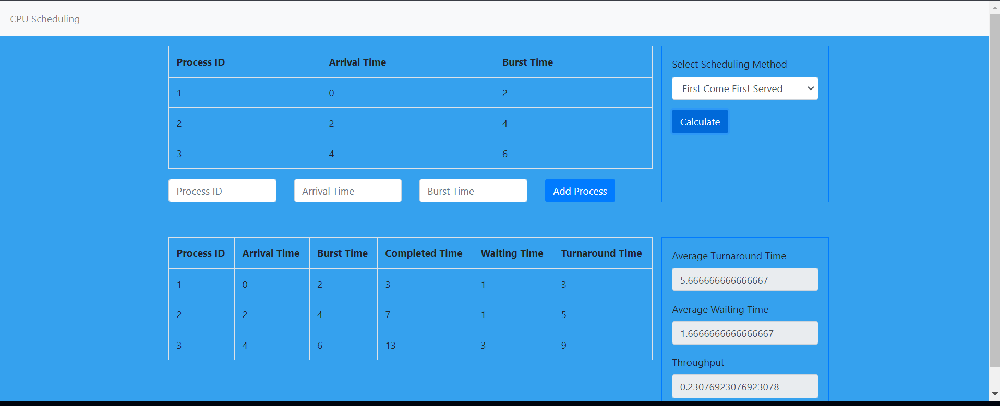 CPU Scheduling
Process ID Arrival Time Burst Time
1 0 2
2 2 4
3 4 6
Process ID Arrival Time Burst Time Add Process
Select Scheduling Method
First Come First Served
Calculate
Process ID Arrival Time Burst Time Completed Time Waiting Time Turnaround Time
1 0 2 3 1 3
2 2 4 7 1 5
3 4 6 13 3 9
Average Turnaround Time
5.666666666666667
Average Waiting Time
1.6666666666666667
Throughput
0.23076923076923078